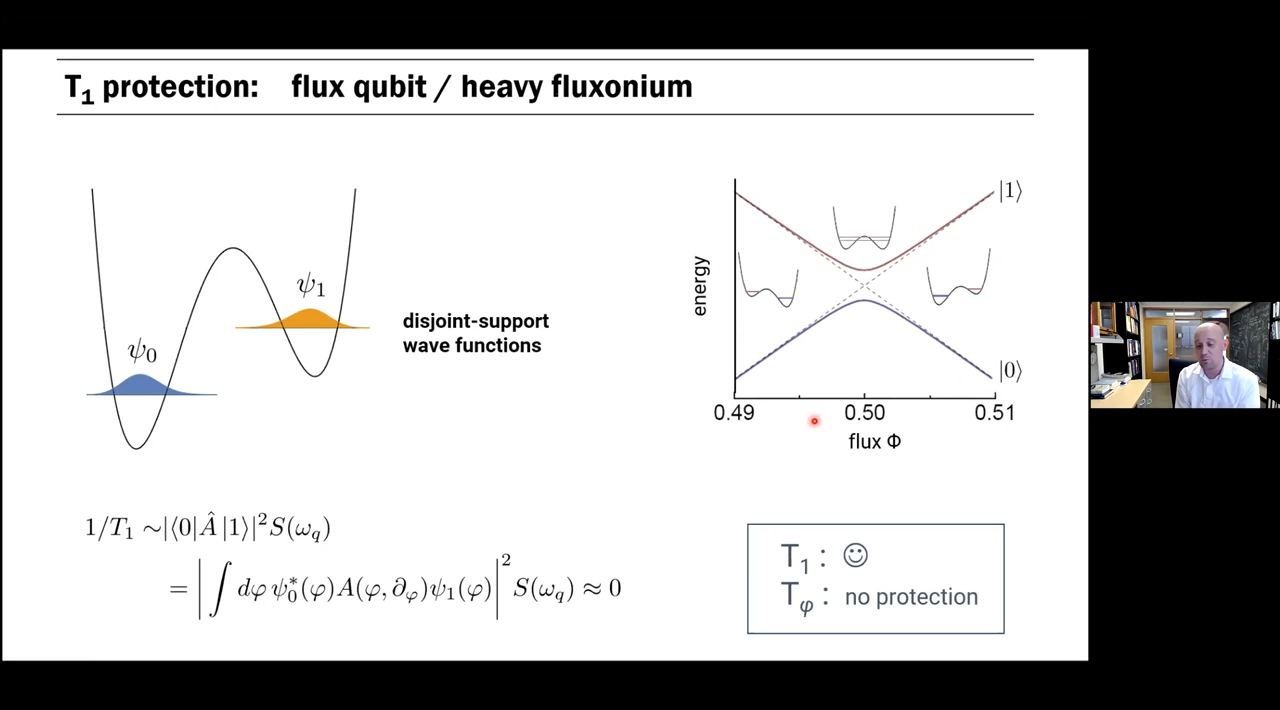 T₁ protection: flux qubit / heavy fluxonium
ψ₀
ψ₁
disjoint-support
wave functions
energy
|1⟩
|0⟩
0.49 0.50 0.51
flux Φ
1/T₁ ~|⟨0|Â|1⟩|²S(ω_q)
= |∫ dφ ψ₀*(φ)A(φ, ∂_φ)ψ₁(φ)|² S(ω_q) ≈ 0
T₁ : ☺
T_φ : no protection